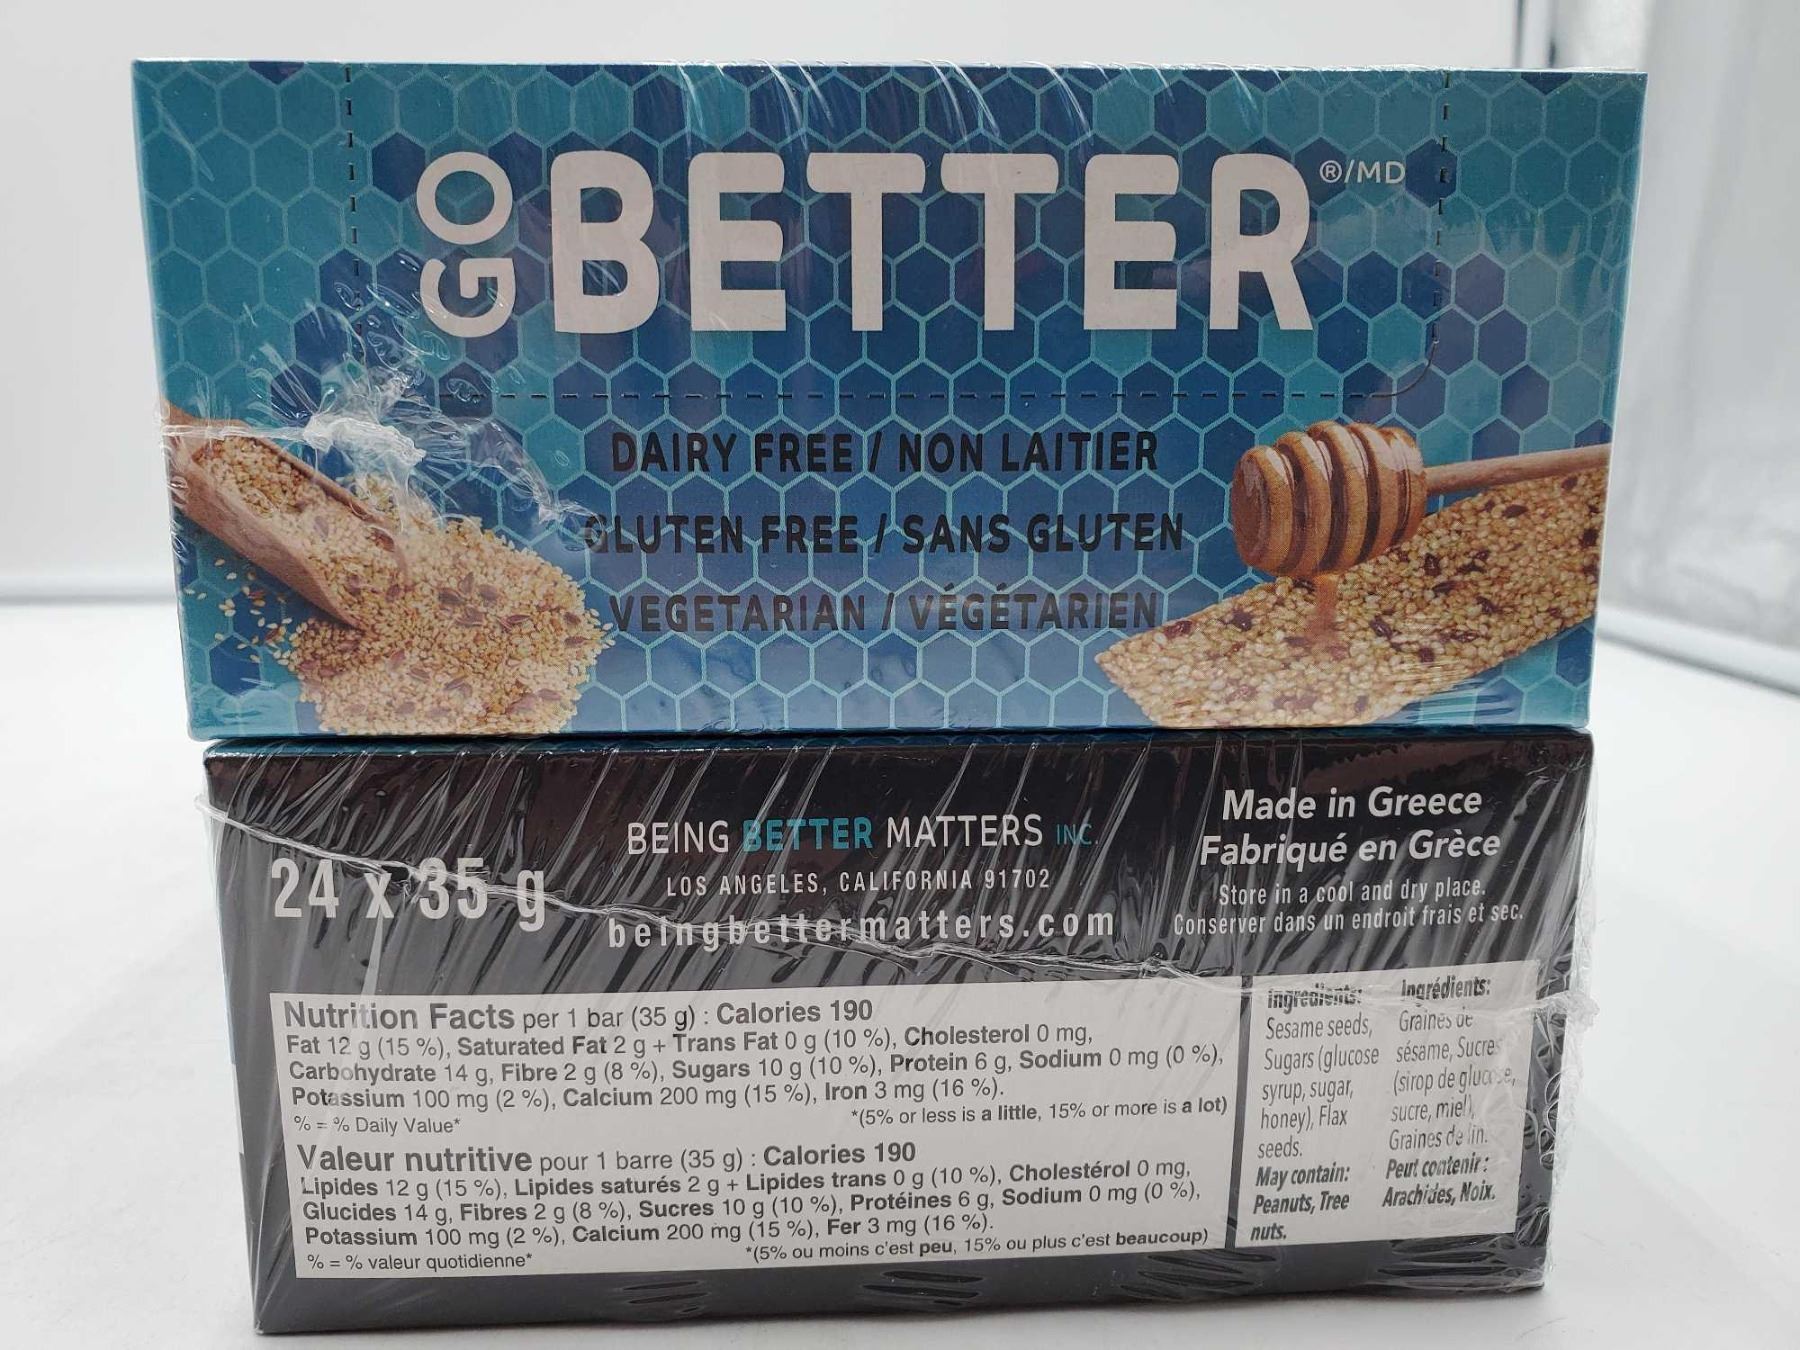 GO BETTER ®/MD
DAIRY FREE / NON LAITIER
GLUTEN FREE / SANS GLUTEN
VEGETARIAN / VÉGÉTARIEN
24 x 35 g
BEING BETTER MATTERS INC.
LOS ANGELES, CALIFORNIA 91702
beingbettermatters.com
Made in Greece
Fabriqué en Grèce
Store in a cool and dry place.
Conserver dans un endroit frais et sec.
Nutrition Facts per 1 bar (35 g) : Calories 190
Fat 12 g (15 %), Saturated Fat 2 g + Trans Fat 0 g (10 %), Cholesterol 0 mg,
Carbohydrate 14 g, Fibre 2 g (8 %), Sugars 10 g (10 %), Protein 6 g, Sodium 0 mg (0 %),
Potassium 100 mg (2 %), Calcium 200 mg (15 %), Iron 3 mg (16 %).
% = % Daily Value*
*(5% or less is a little, 15% or more is a lot)
Valeur nutritive pour 1 barre (35 g) : Calories 190
Lipides 12 g (15 %), Lipides saturés 2 g + Lipides trans 0 g (10 %), Cholestérol 0 mg,
Glucides 14 g, Fibres 2 g (8 %), Sucres 10 g (10 %), Protéines 6 g, Sodium 0 mg (0 %),
Potassium 100 mg (2 %), Calcium 200 mg (15 %), Fer 3 mg (16 %).
% = % valeur quotidienne*
*(5% ou moins c'est peu, 15% ou plus c'est beaucoup)
Ingredients:
Sesame seeds,
Sugars (glucose
syrup, sugar,
honey), Flax
seeds.
May contain:
Peanuts, Tree
nuts.
Ingrédients:
Graines de
sésame, Sucres
(sirop de glucose,
sucre, miel),
Graines de lin.
Peut contenir :
Arachides, Noix.